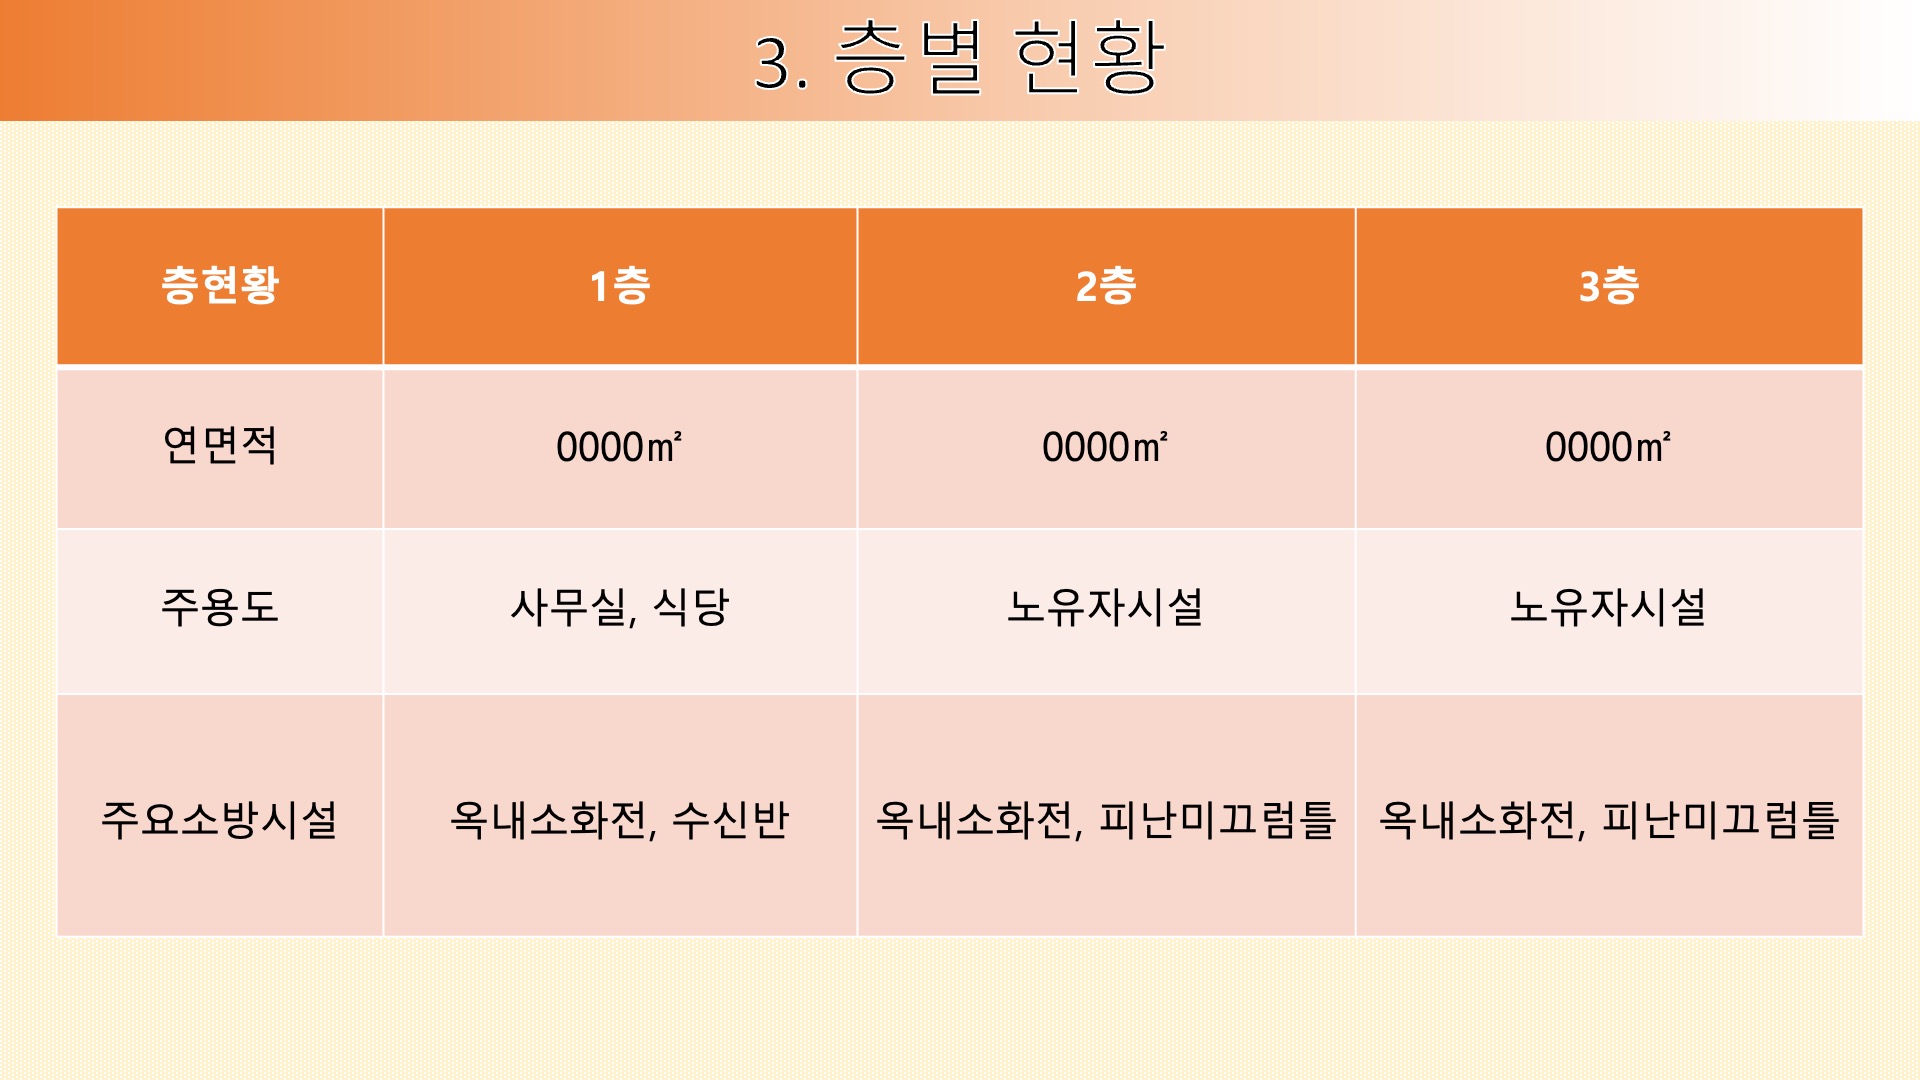 3. 층별 현황
층현황 1층 2층 3층
연면적 0000㎡ 0000㎡ 0000㎡
주용도 사무실, 식당 노유자시설 노유자시설
주요소방시설 옥내소화전, 수신반 옥내소화전, 피난미끄럼틀 옥내소화전, 피난미끄럼틀